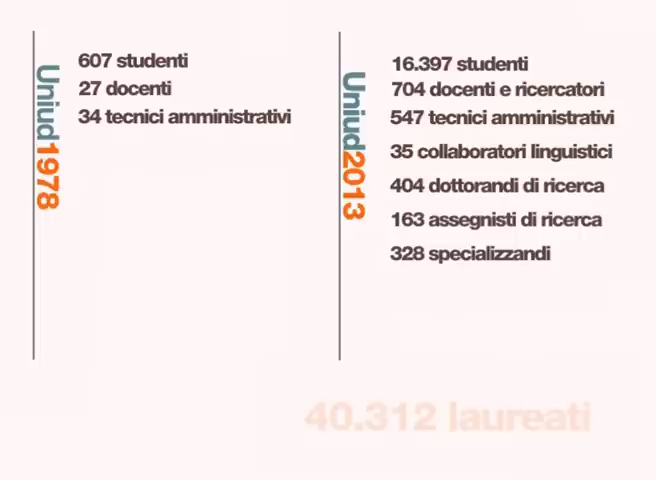 Uniud1978
607 studenti
27 docenti
34 tecnici amministrativi
Uniud2013
16.397 studenti
704 docenti e ricercatori
547 tecnici amministrativi
35 collaboratori linguistici
404 dottorandi di ricerca
163 assegnisti di ricerca
328 specializzandi
40.312 laureati